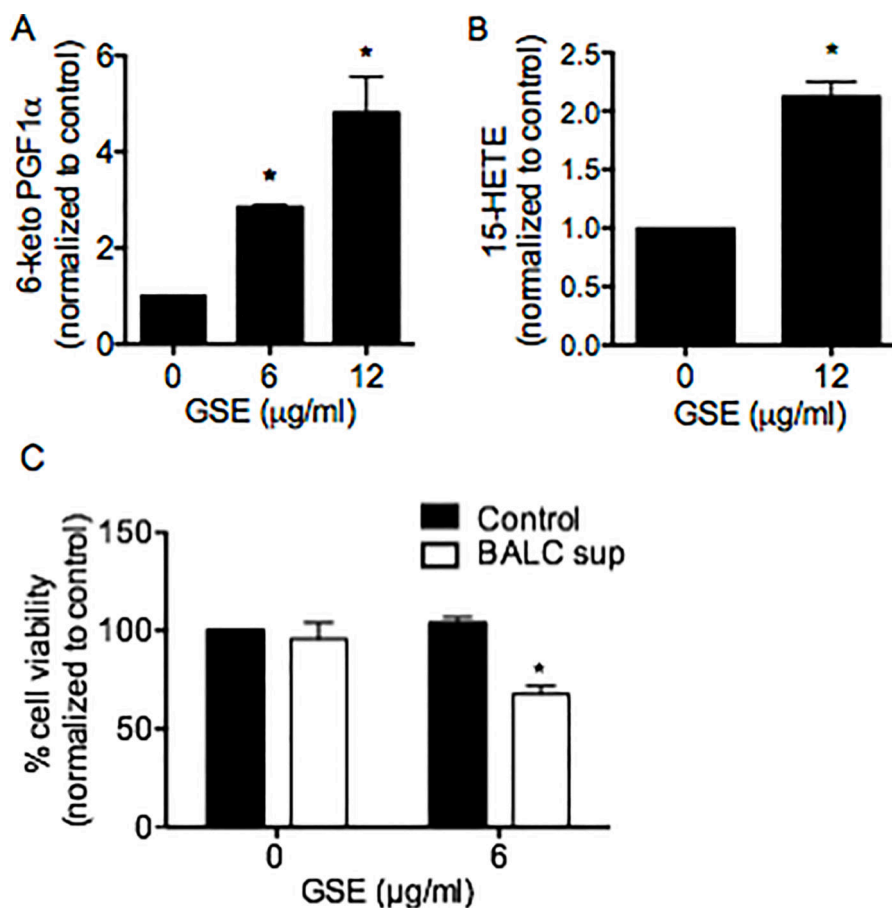 A
6-keto PGF1α
(normalized to control)
6
4
2
0
*
*
0 6 12
GSE (μg/ml)
B
15-HETE
(normalized to control)
2.5
2.0
1.5
1.0
0.5
0.0
*
0 12
GSE (μg/ml)
C
% cell viability
(normalized to control)
150
100
50
0
Control
BALC sup
*
0 6
GSE (μg/ml)